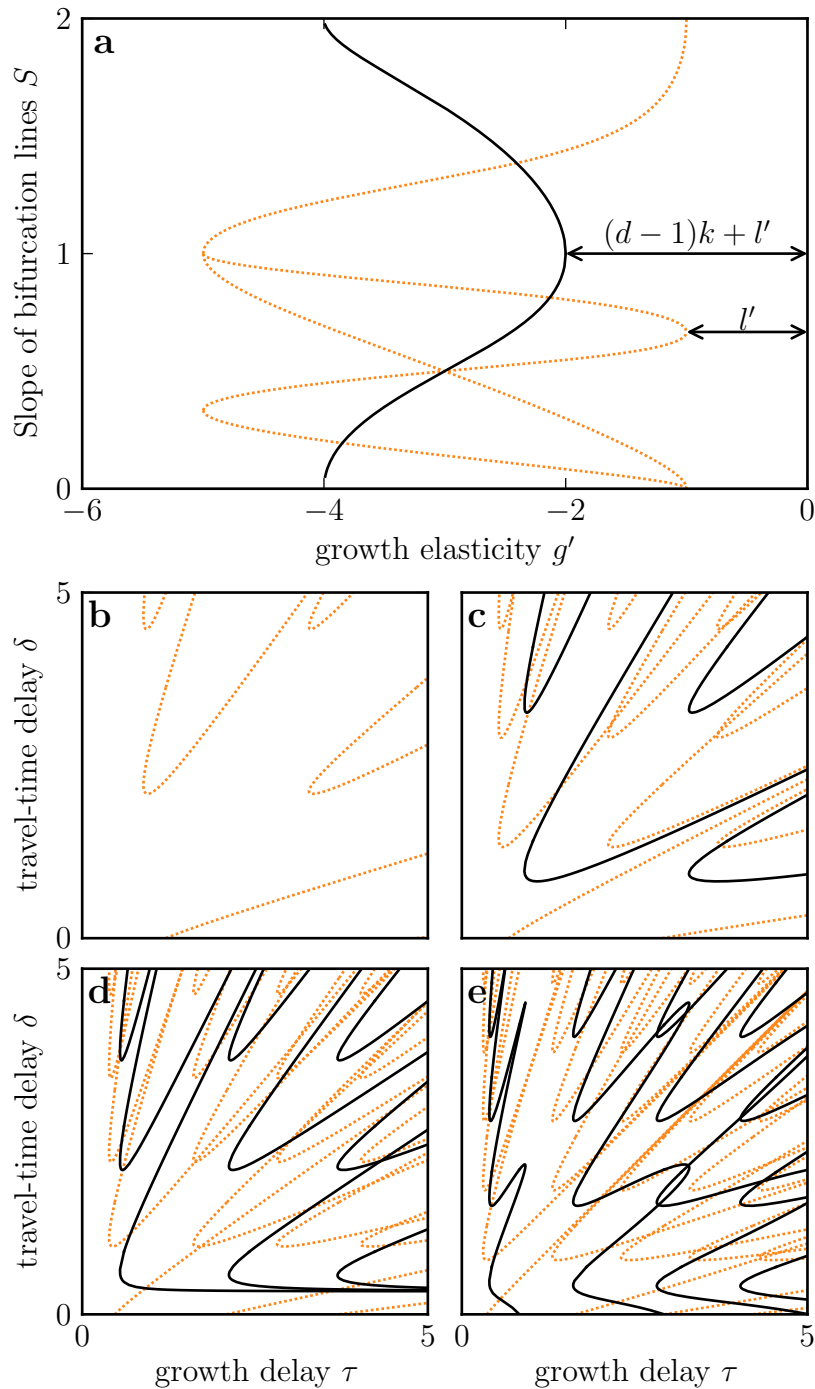 a
2
1
0
Slope of bifurcation lines S
(d − 1)k + l′
l′
−6 −4 −2 0
growth elasticity g′
b c
5
0
travel-time delay δ
d e
5
0
travel-time delay δ
0 5 0 5
growth delay τ growth delay τ